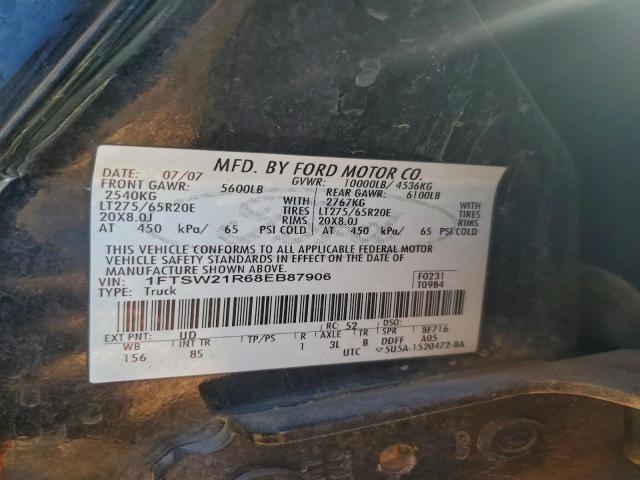 MFD. BY FORD MOTOR CO.
DATE: 07/07 GVWR: 10000LB/ 4536KG
FRONT GAWR: 5600LB REAR GAWR: 6100LB
2540KG WITH 2767KG WITH
LT275/65R20E TIRES LT275/65R20E TIRES
20X8.0J RIMS 20X8.0J RIMS
AT 450 kPa/ 65 PSI COLD AT 450 kPa/ 65 PSI COLD
THIS VEHICLE CONFORMS TO ALL APPLICABLE FEDERAL MOTOR
VEHICLE SAFETY STANDARDS IN EFFECT ON THE DATE OF
MANUFACTURE SHOWN ABOVE.
VIN: 1FTSW21R68EB87906 F0231
TYPE: Truck T0984
EXT PNT: UD RC: 52 DSO:
WB INT TR TP/PS R AXLE TR SPR 8F716
156 85 1 3L B DDFF A05
UTC 5U5A-1520472-BA
Ford